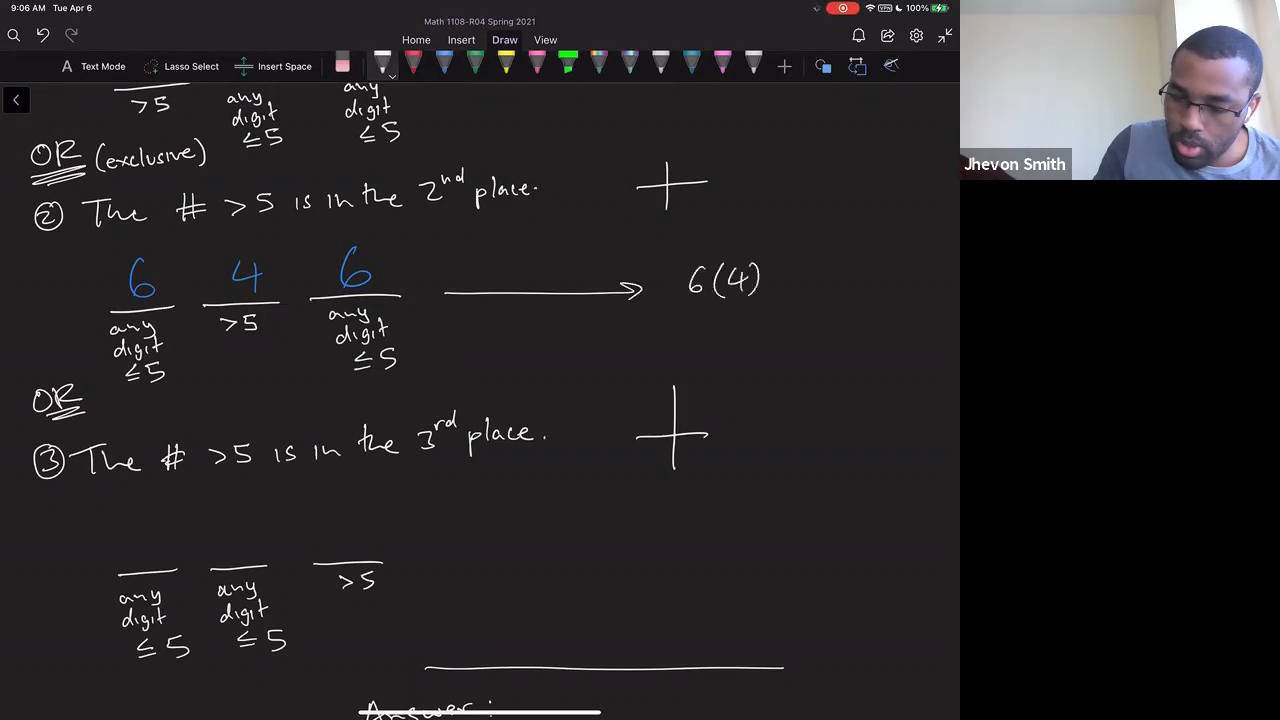 9:06 AM Tue Apr 6
VPN 100%
Math 1108-R04 Spring 2021
Home Insert Draw View
Text Mode Lasso Select Insert Space
>5 any digit ≤5 any digit ≤5
OR (exclusive)
② The # >5 is in the 2nd place. +
6 4 6 → 6(4)
any digit ≤5 >5 any digit ≤5
OR
③ The # >5 is in the 3rd place. +
any digit ≤5 any digit ≤5 >5
Answer:
Jhevon Smith